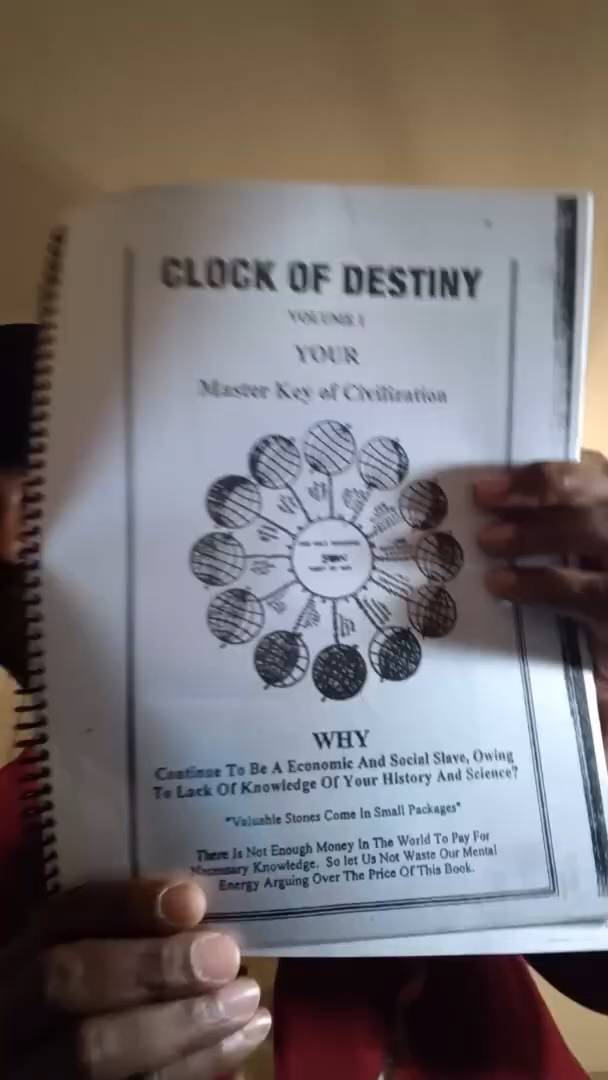 CLOCK OF DESTINY
VOLUME I
YOUR
Master Key of Civilization
WHY
Continue To Be A Economic And Social Slave, Owing
To Lack Of Knowledge Of Your History And Science?
"Valuable Stones Come In Small Packages"
There Is Not Enough Money In The World To Pay For
Necessary Knowledge. So let Us Not Waste Our Mental
Energy Arguing Over The Price Of This Book.